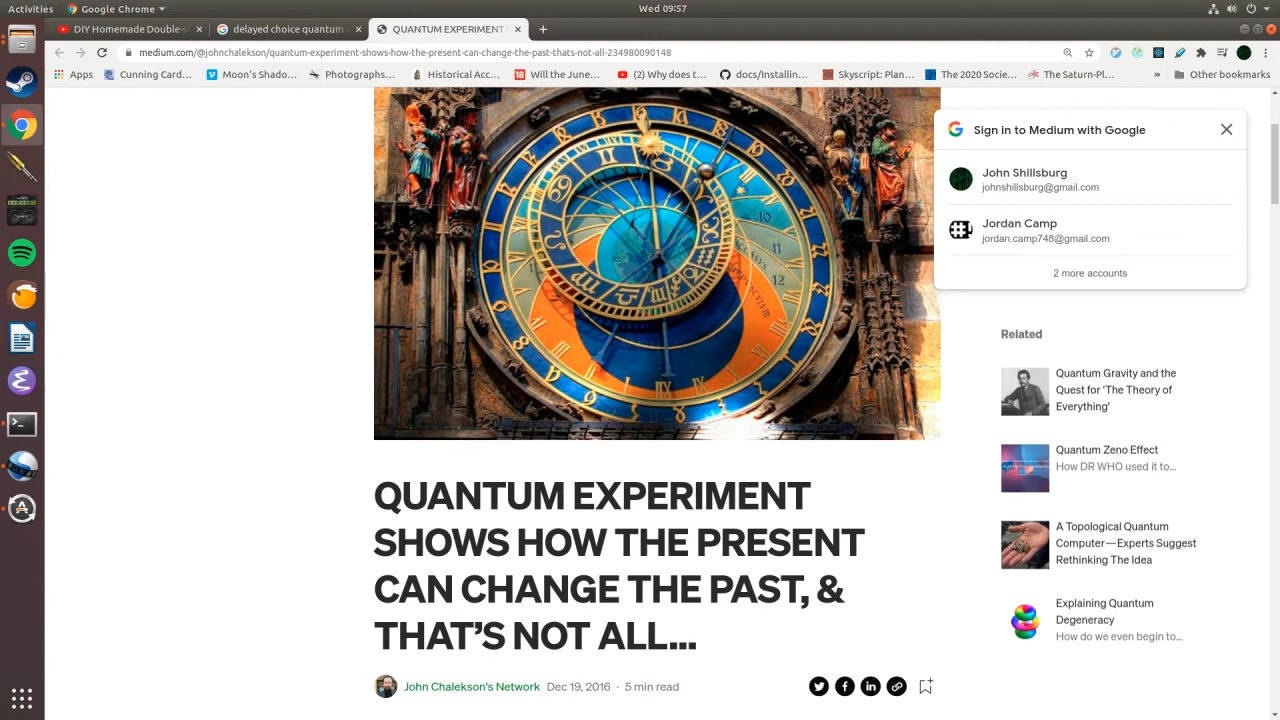 Activities
Google Chrome
Wed 09:57
DIY Homemade Double-s
delayed choice quantum
QUANTUM EXPERIMENT
medium.com/@johnchalekson/quantum-experiment-shows-how-the-present-can-change-the-past-thats-not-all-234980090148
Apps
Cunning Card...
Moon's Shado...
Photographs...
Historical Acc...
Will the June...
(2) Why does t...
docs/Installin...
Skyscript: Plan...
The 2020 Socie...
The Saturn-Pl...
»
Other bookmarks
10
11
12
Sign in to Medium with Google
John Shillsburg
johnshillsburg@gmail.com
Jordan Camp
jordan.camp748@gmail.com
2 more accounts
Related
Quantum Gravity and the
Quest for 'The Theory of
Everything'
Quantum Zeno Effect
How DR WHO used it to...
A Topological Quantum
Computer—Experts Suggest
Rethinking The Idea
Explaining Quantum
Degeneracy
How do we even begin to...
QUANTUM EXPERIMENT
SHOWS HOW THE PRESENT
CAN CHANGE THE PAST, &
THAT'S NOT ALL...
John Chalekson's Network Dec 19, 2016 · 5 min read